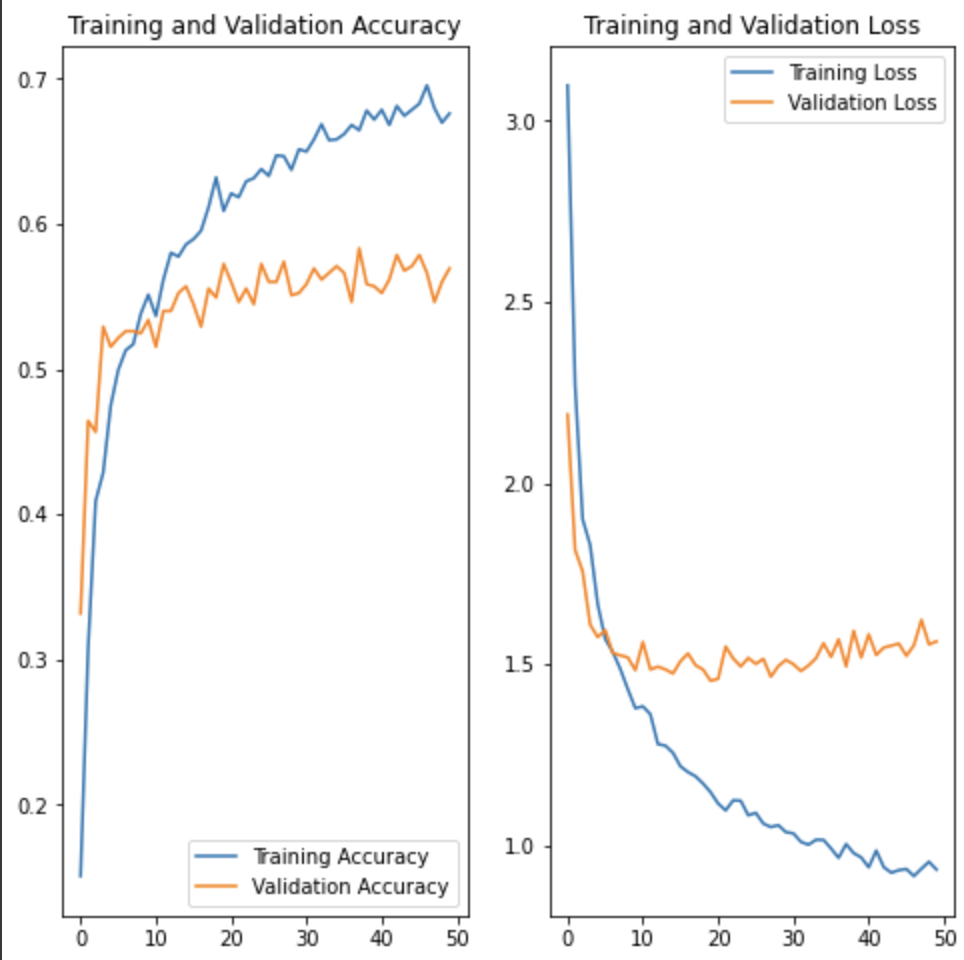 Training and Validation Accuracy
0.7
0.6
0.5
0.4
0.3
0.2
Training Accuracy
Validation Accuracy
0 10 20 30 40 50
Training and Validation Loss
Training Loss
Validation Loss
3.0
2.5
2.0
1.5
1.0
0 10 20 30 40 50